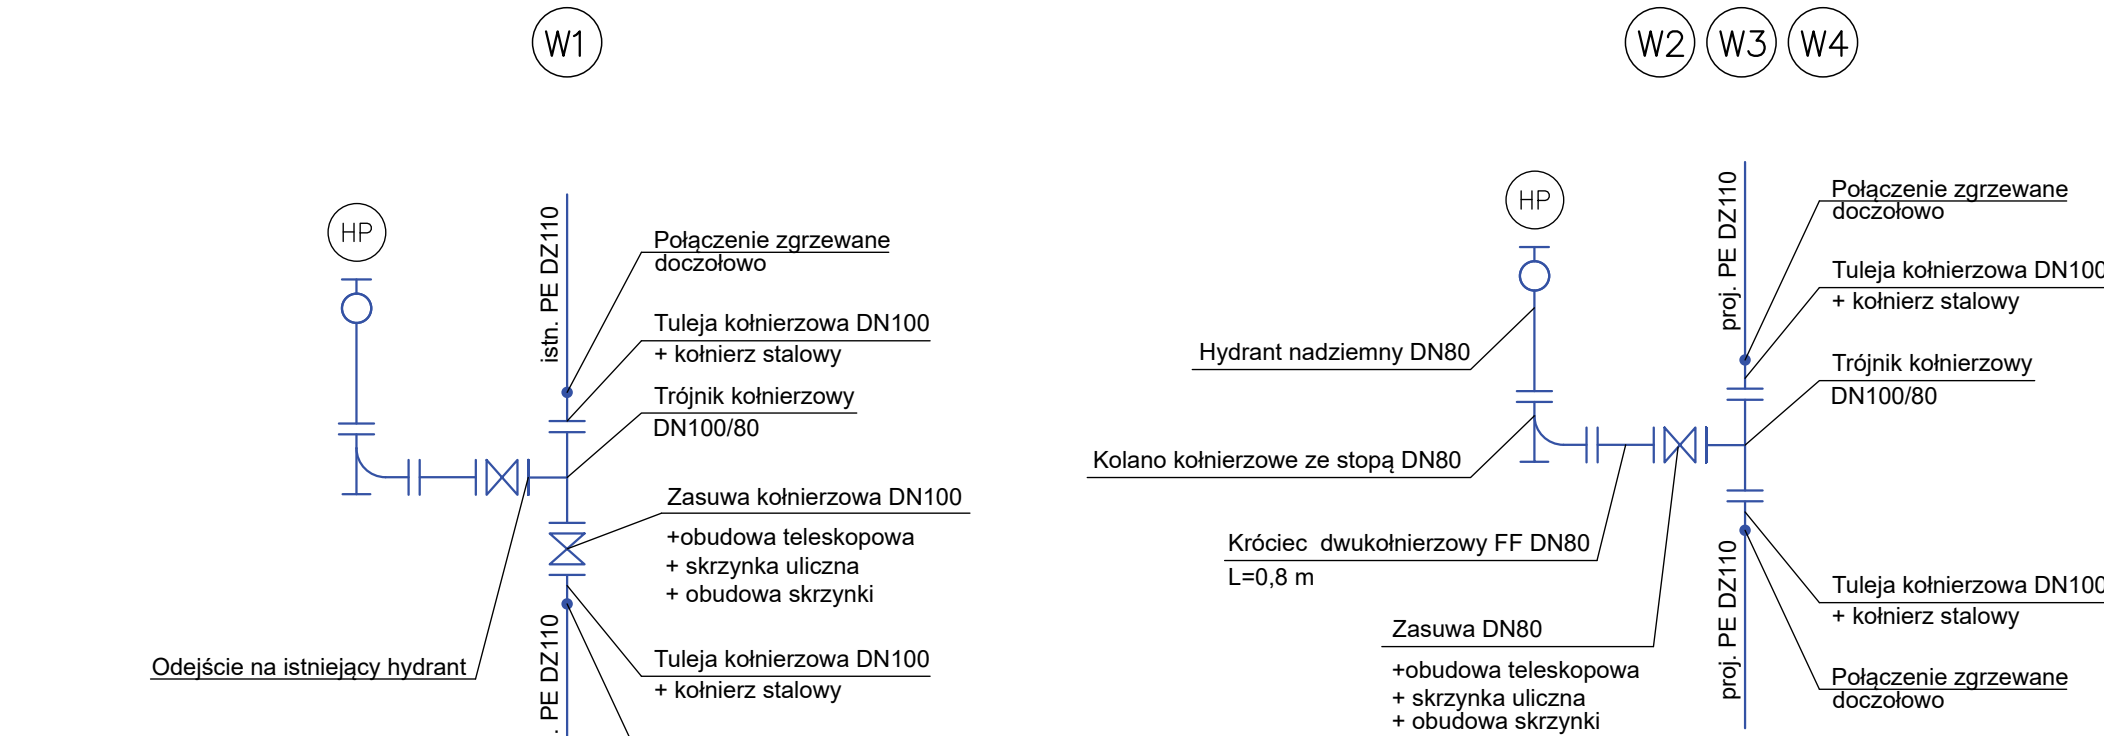 W1
HP
istn. PE DZ110
Połączenie zgrzewane
doczołowo
Tuleja kołnierzowa DN100
+ kołnierz stalowy
Trójnik kołnierzowy
DN100/80
Zasuwa kołnierzowa DN100
+obudowa teleskopowa
+ skrzynka uliczna
+ obudowa skrzynki
Odejście na istniejący hydrant
Tuleja kołnierzowa DN100
+ kołnierz stalowy
. PE DZ110
W2 W3 W4
HP
proj. PE DZ110
Połączenie zgrzewane
doczołowo
Tuleja kołnierzowa DN100
+ kołnierz stalowy
Hydrant nadziemny DN80
Trójnik kołnierzowy
DN100/80
Kolano kołnierzowe ze stopą DN80
Króciec dwukołnierzowy FF DN80
L=0,8 m
Zasuwa DN80
+obudowa teleskopowa
+ skrzynka uliczna
+ obudowa skrzynki
proj. PE DZ110
Tuleja kołnierzowa DN100
+ kołnierz stalowy
Połączenie zgrzewane
doczołowo